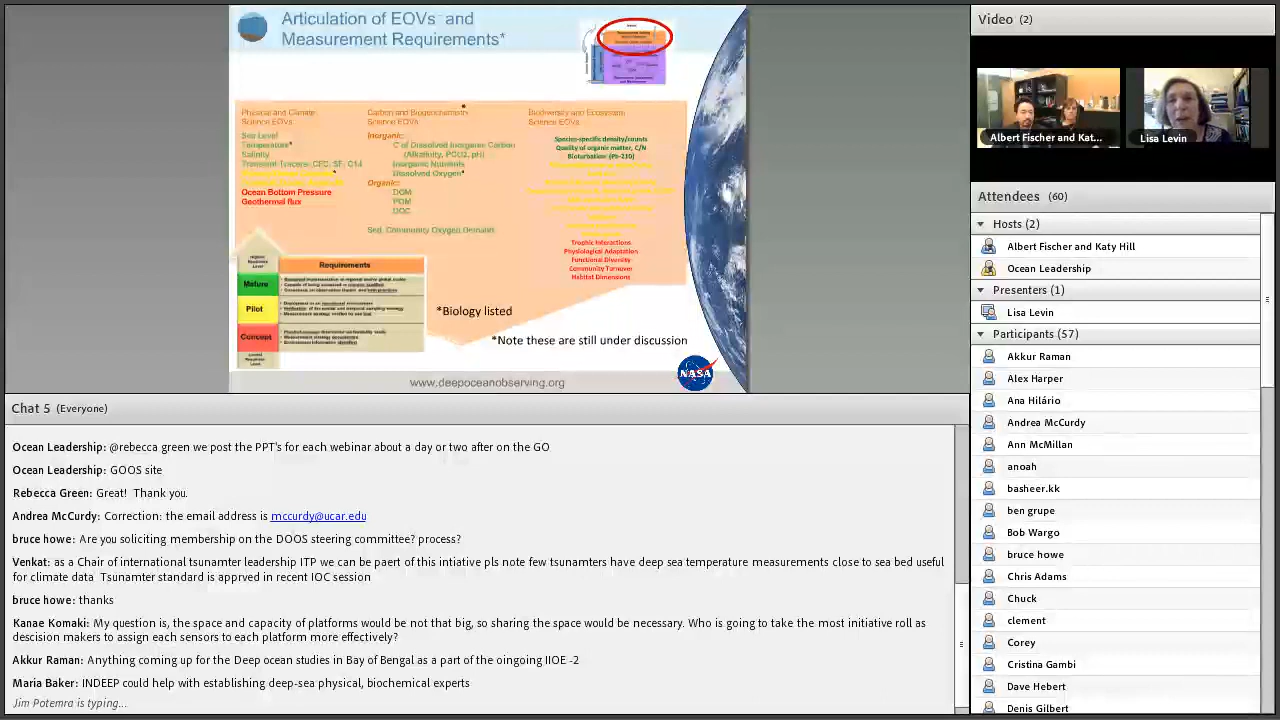 Articulation of EOVs and
Measurement Requirements*
Physical and Climate
Science EOVs
Sea Level
Temperature*
Salinity
Transient Tracers: CFC, SF, C14
Ocean Bottom Pressure
Geothermal flux
Carbon and Biogeochemistry*
Science EOVs
Inorganic:
C of Dissolved Inorganic Carbon
(Alkalinity, PCO2, pH)
Inorganic Nutrients
Dissolved Oxygen*
Organic:
DOM
POM
DOC
Sed. Community Oxygen Demand
Biodiversity and Ecosystem
Science EOVs
Species-specific density/counts
Quality of organic matter, C/N
Bioturbation (Pb-210)
Trophic Interactions
Physiological Adaptation
Functional Diversity
Community Turnover
Habitat Dimensions
Requirements
Mature
Pilot
Concept
*Biology listed
*Note these are still under discussion
www.deepoceanobserving.org
NASA
Chat 5 (Everyone)
Ocean Leadership: @rebecca green we post the PPT's for each webinar about a day or two after on the GO
Ocean Leadership: GOOS site
Rebecca Green: Great! Thank you.
Andrea McCurdy: Correction: the email address is mccurdy@ucar.edu
bruce howe: Are you soliciting membership on the DOOS steering committee? process?
Venkat: as a Chair of international tsunamter leadersip ITP we can be paert of this intiative pls note few tsunamters have deep sea temperature measurements close to sea bed useful
for climate data Tsunamter standard is apprved in recent IOC session
bruce howe: thanks
Kanae Komaki: My question is, the space and capacity of platforms would be not that big, so sharing the space would be necessary. Who is going to take the most initiative roll as
descision makers to assign each sensors to each platform more effectively?
Akkur Raman: Anything coming up for the Deep ocean studies in Bay of Bengal as a part of the oingoing IIOE -2
Maria Baker: INDEEP could help with establishing deep-sea physical, biochemical experts
Jim Potemra is typing...
Video (2)
Albert Fischer and Kat...
Lisa Levin
Attendees (60)
Hosts (2)
Albert Fischer and Katy Hill
Ocean Leadership
Presenters (1)
Lisa Levin
Participants (57)
Akkur Raman
Alex Harper
Ana Hilário
Andrea McCurdy
Ann McMillan
anoah
basheer.kk
ben grupe
Bob Wargo
bruce howe
Chris Adams
Chuck
clement
Corey
Cristina Gambi
Dave Hebert
Denis Gilbert